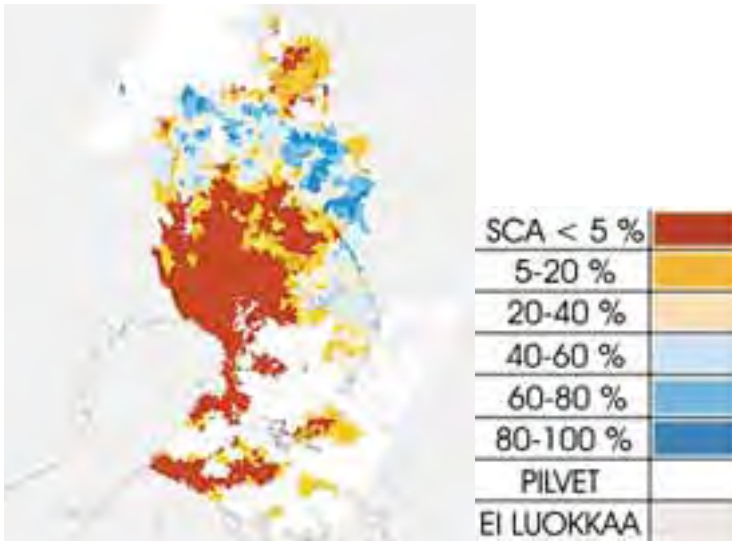 SCA < 5 %
5-20 %
20-40 %
40-60 %
60-80 %
80-100 %
PILVET
EI LUOKKAA